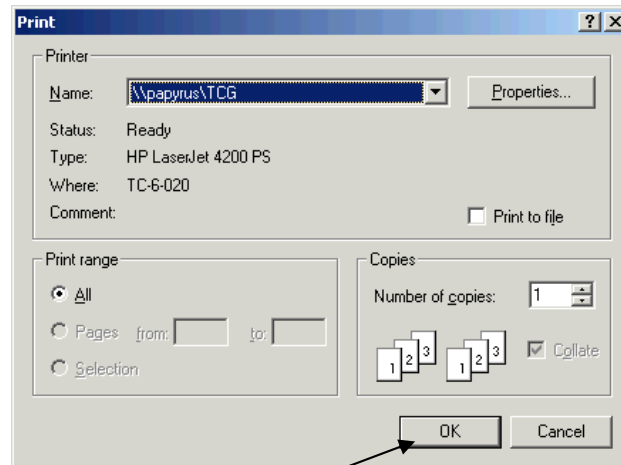 Print
Printer
Name: \\papyrus\TCG Properties...
Status: Ready
Type: HP LaserJet 4200 PS
Where: TC-6-020
Comment: Print to file
Print range
All
Pages from: to:
Selection
Copies
Number of copies: 1
1 2 3 1 2 3 Collate
OK Cancel